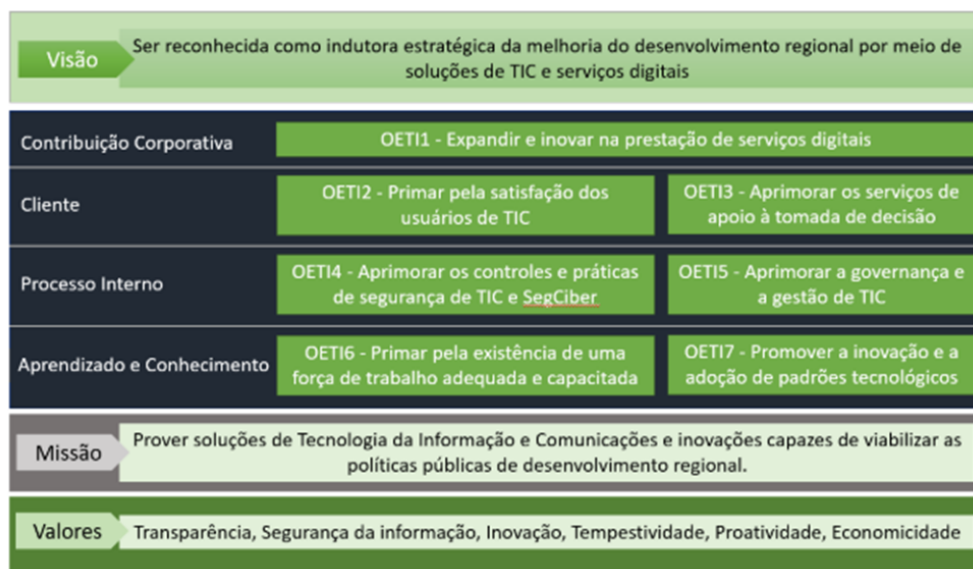 Visão
Ser reconhecida como indutora estratégica da melhoria do desenvolvimento regional por meio de
soluções de TIC e serviços digitais
Contribuição Corporativa
OETI1 - Expandir e inovar na prestação de serviços digitais
Cliente
OETI2 - Primar pela satisfação dos
usuários de TIC
OETI3 - Aprimorar os serviços de
apoio à tomada de decisão
Processo Interno
OETI4 - Aprimorar os controles e práticas
de segurança de TIC e SegCiber
OETI5 - Aprimorar a governança e
a gestão de TIC
Aprendizado e Conhecimento
OETI6 - Primar pela existência de uma
força de trabalho adequada e capacitada
OETI7 - Promover a inovação e a
adoção de padrões tecnológicos
Missão
Prover soluções de Tecnologia da Informação e Comunicações e inovações capazes de viabilizar as
políticas públicas de desenvolvimento regional.
Valores
Transparência, Segurança da informação, Inovação, Tempestividade, Proatividade, Economicidade